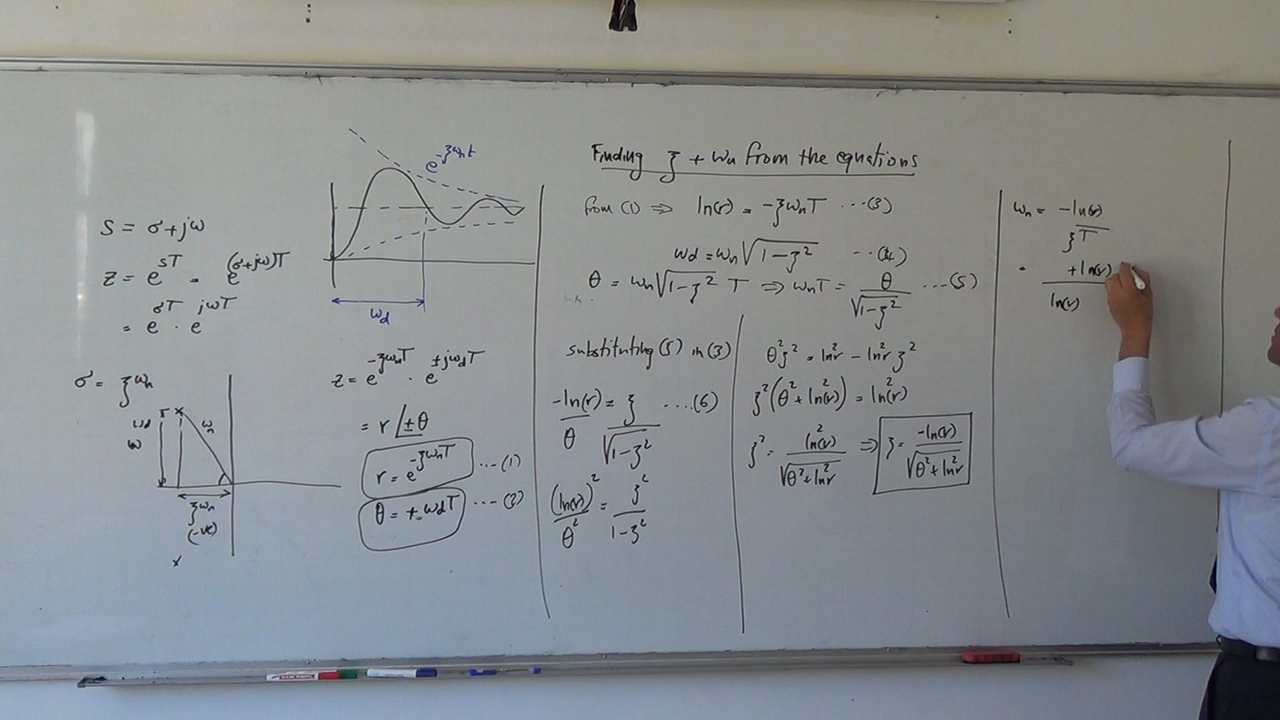 S = σ+jω
z = e^{sT} = e^{(σ+jω)T}
= e^{σT} . e^{jωT}
σ = ζωn
ωd
ω
ωn
ζωn
(-ve)
e^{-ζωnt}
ωd
z = e^{-ζωnT} . e^{±jωdT}
= r /±θ
r = e^{-ζωnT} ...(1)
θ = ±ωdT ...(2)
Finding ζ + ωn from the equations
from (1) ⇒ ln(r) = -ζωnT ...(3)
ωd = ωn√(1-ζ²) ...(4)
θ = ωn√(1-ζ²) T ⇒ ωnT = θ/√(1-ζ²) ...(5)
substituting (5) in (3)
-ln(r)/θ = ζ/√(1-ζ²) ....(6)
(ln(r))²/θ² = ζ²/(1-ζ²)
θ²ζ² = ln²r - ln²r ζ²
ζ²(θ²+ln²(r)) = ln²(r)
ζ² = ln²(r)/√(θ²+ln²r) ⇒ ζ = -ln(r)/√(θ²+ln²r)
ωn = -ln(r)/ζT
= +ln(r)/ln(r)